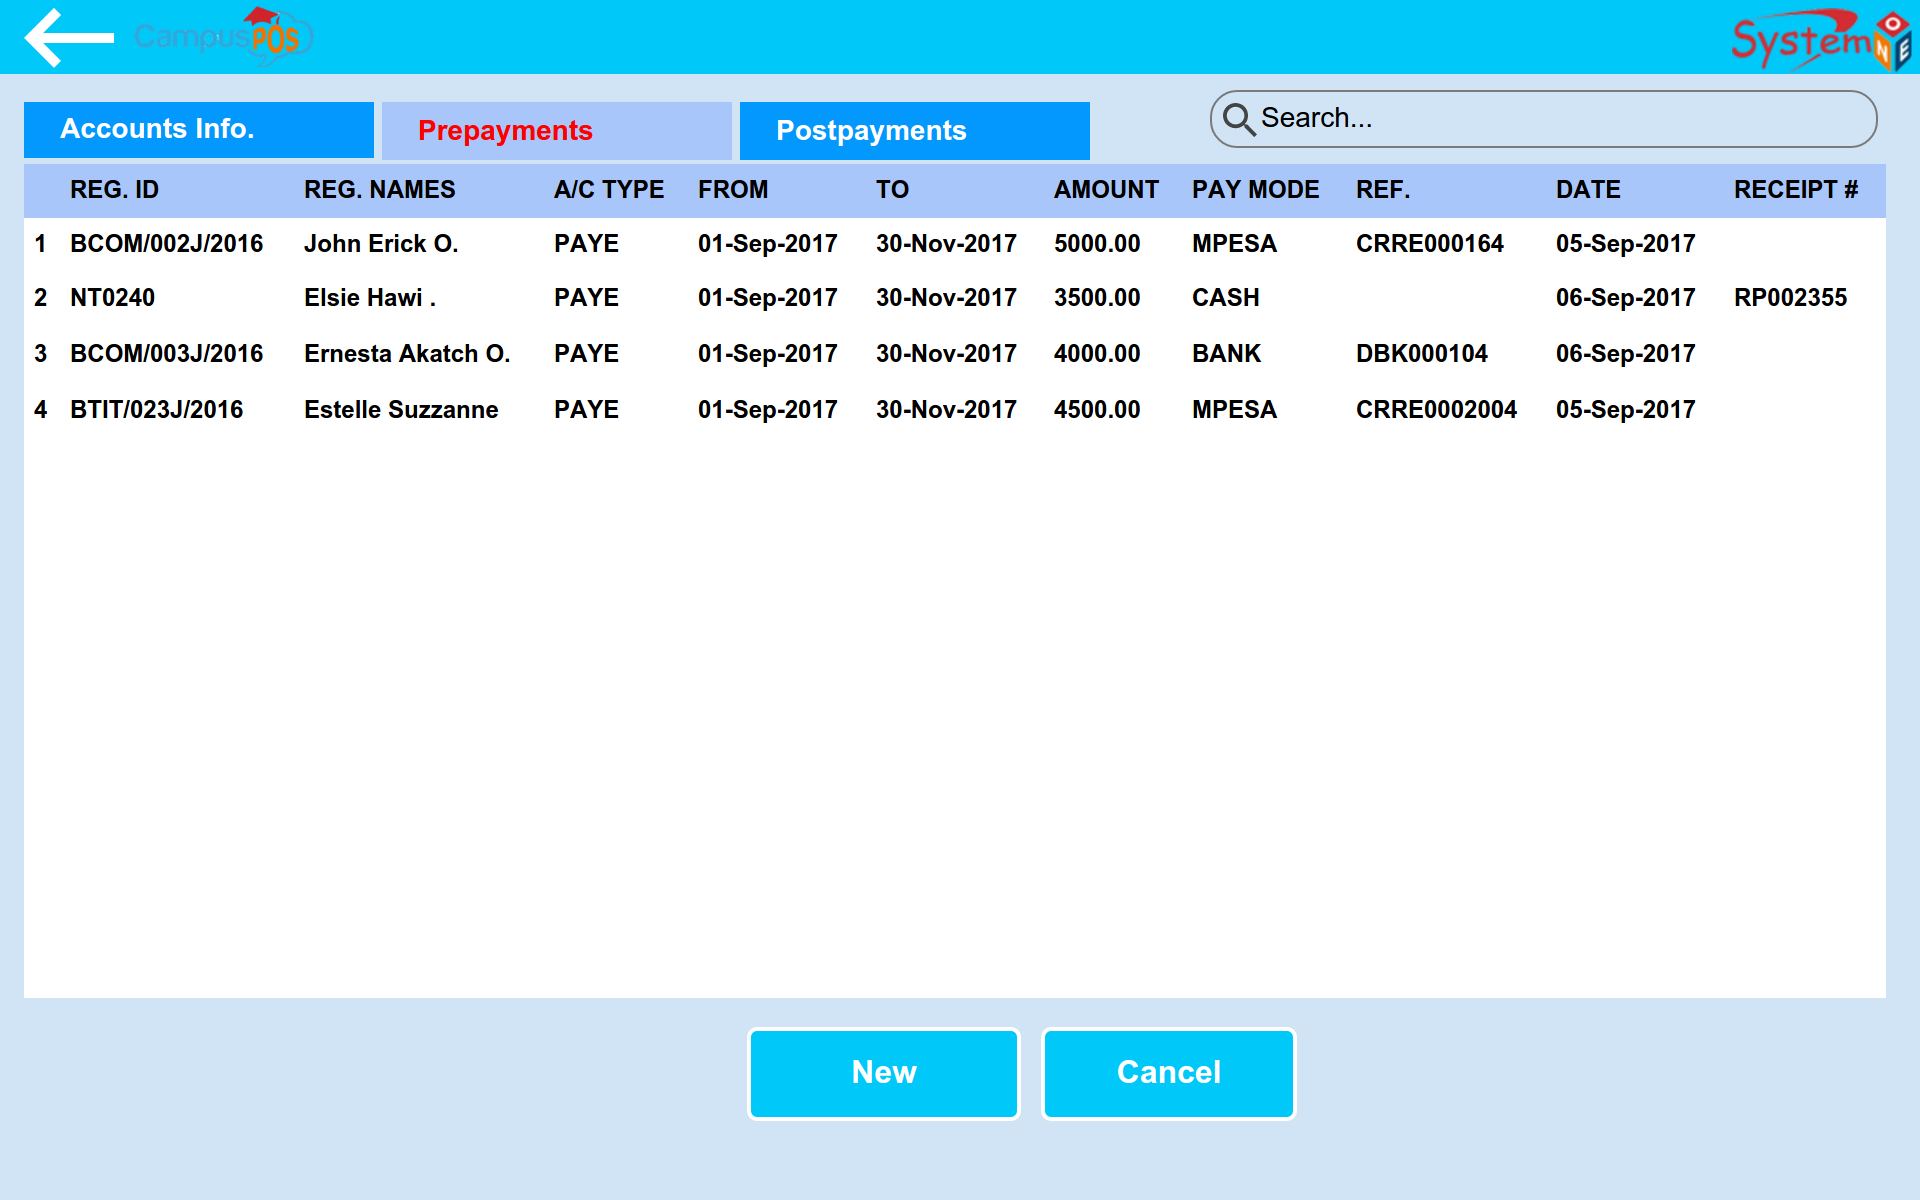 CampusPOS
SystemONE
Accounts Info.
Prepayments
Postpayments
Search...
REG. ID REG. NAMES A/C TYPE FROM TO AMOUNT PAY MODE REF. DATE RECEIPT #
1 BCOM/002J/2016 John Erick O. PAYE 01-Sep-2017 30-Nov-2017 5000.00 MPESA CRRE000164 05-Sep-2017
2 NT0240 Elsie Hawi . PAYE 01-Sep-2017 30-Nov-2017 3500.00 CASH 06-Sep-2017 RP002355
3 BCOM/003J/2016 Ernesta Akatch O. PAYE 01-Sep-2017 30-Nov-2017 4000.00 BANK DBK000104 06-Sep-2017
4 BTIT/023J/2016 Estelle Suzzanne PAYE 01-Sep-2017 30-Nov-2017 4500.00 MPESA CRRE0002004 05-Sep-2017
New
Cancel